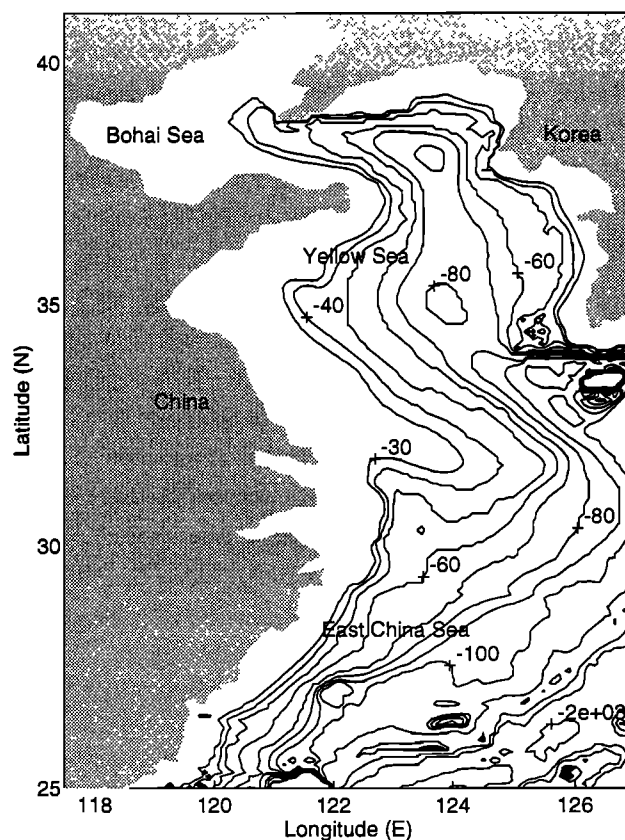 40
Bohai Sea
Korea
Yellow Sea
-60
-80
-40
35
Latitude (N)
China
-30
-80
30
-60
East China Sea
-100
-2e+03
25
118 120 122 124 126
Longitude (E)